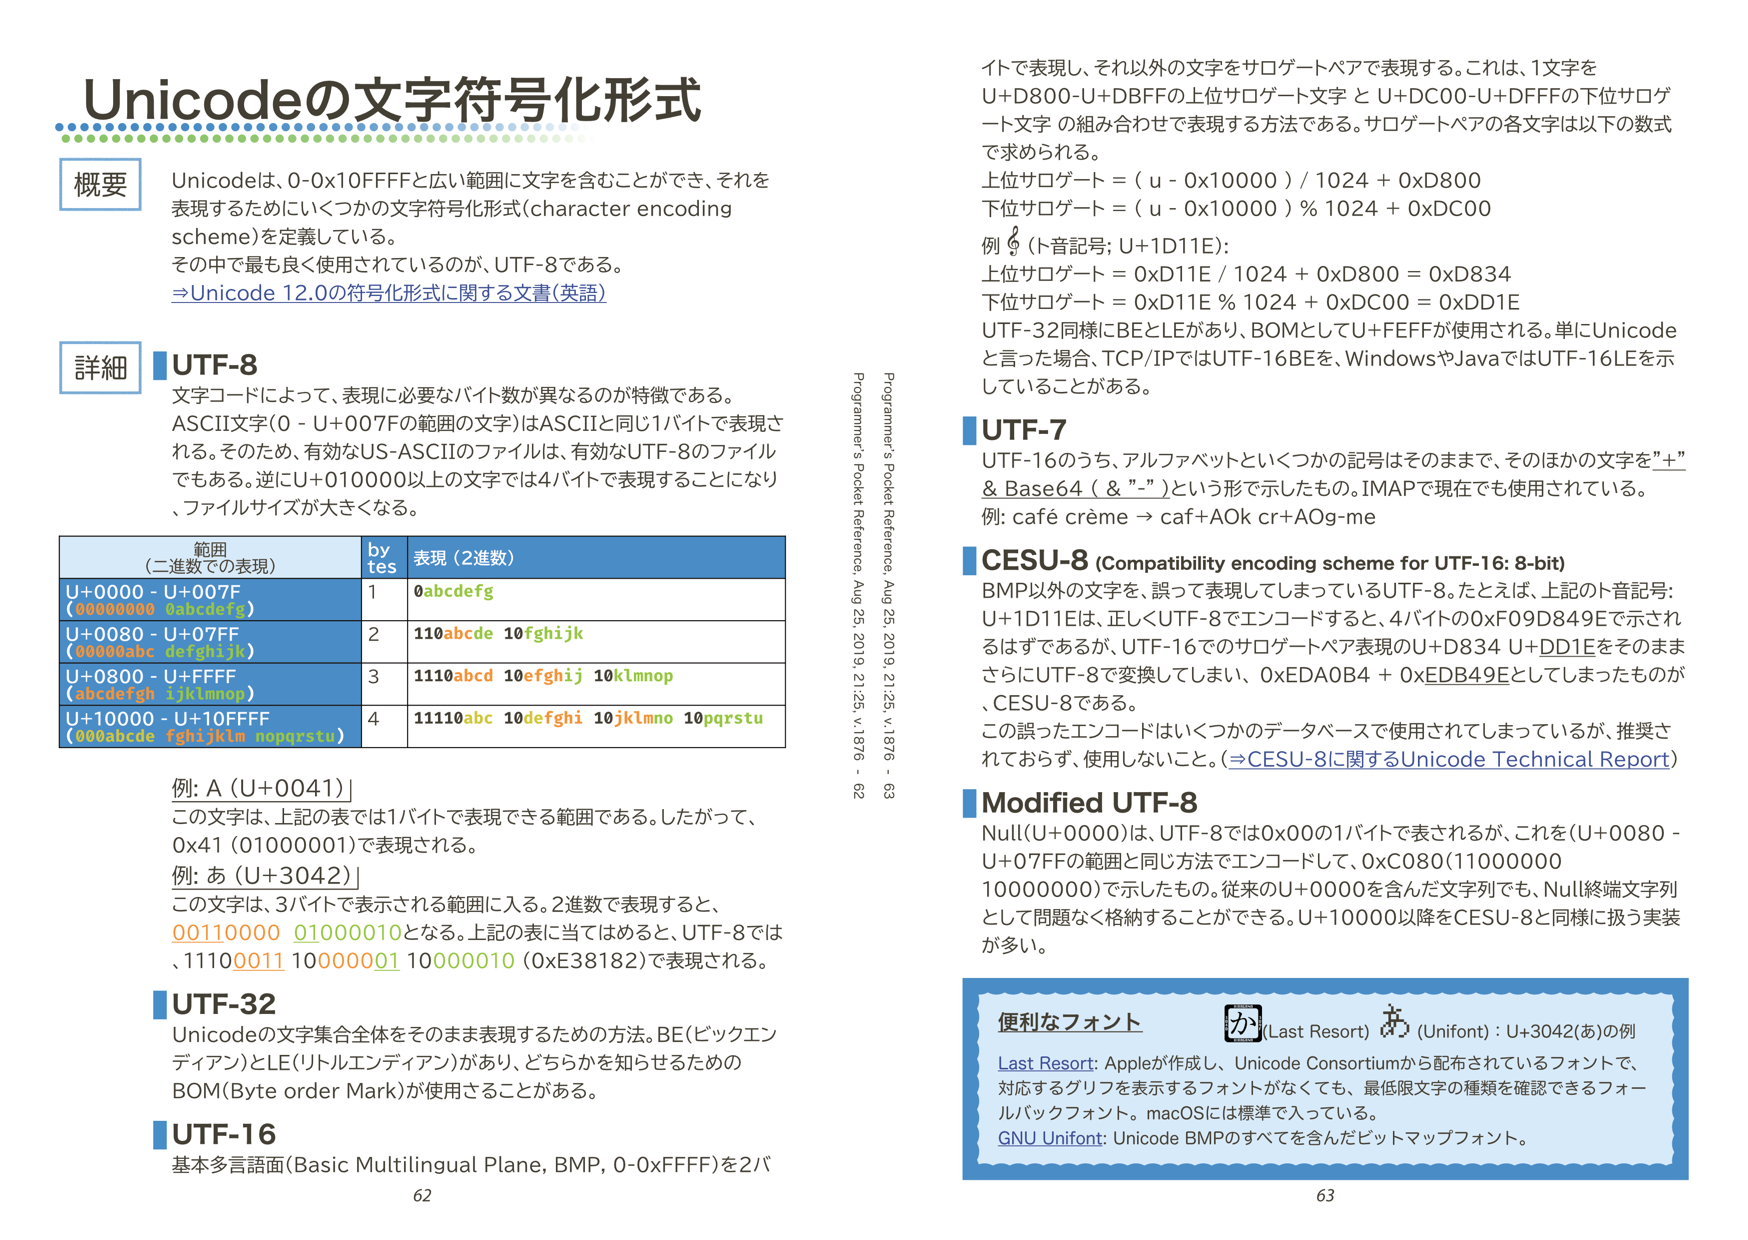 Unicodeの文字符号化形式
概要
Unicodeは、0-0x10FFFFと広い範囲に文字を含むことができ、それを
表現するためにいくつかの文字符号化形式(character encoding
scheme)を定義している。
その中で最も良く使用されているのが、UTF-8である。
⇒Unicode 12.0の符号化形式に関する文書(英語)
詳細
UTF-8
文字コードによって、表現に必要なバイト数が異なるのが特徴である。
ASCII文字(0 - U+007Fの範囲の文字)はASCIIと同じ1バイトで表現さ
れる。そのため、有効なUS-ASCIIのファイルは、有効なUTF-8のファイル
でもある。逆にU+010000以上の文字では4バイトで表現することになり
、ファイルサイズが大きくなる。
範囲
(二進数での表現)
by
tes
表現 (2進数)
U+0000 - U+007F
(00000000 0abcdefg)
1
0abcdefg
U+0080 - U+07FF
(00000abc defghijk)
2
110abcde 10fghijk
U+0800 - U+FFFF
(abcdefgh ijklmnop)
3
1110abcd 10efghij 10klmnop
U+10000 - U+10FFFF
(000abcde fghijklm nopqrstu)
4
11110abc 10defghi 10jklmno 10pqrstu
例: A (U+0041)
この文字は、上記の表では1バイトで表現できる範囲である。したがって、
0x41 (01000001)で表現される。
例: あ (U+3042)
この文字は、3バイトで表示される範囲に入る。2進数で表現すると、
00110000 01000010となる。上記の表に当てはめると、UTF-8では
、11100011 10000001 10000010 (0xE38182)で表現される。
UTF-32
Unicodeの文字集合全体をそのまま表現するための方法。BE(ビックエン
ディアン)とLE(リトルエンディアン)があり、どちらかを知らせるための
BOM(Byte order Mark)が使用さることがある。
UTF-16
基本多言語面(Basic Multilingual Plane, BMP, 0-0xFFFF)を2バ
62
Programmer's Pocket Reference, Aug 25, 2019, 21:25, v.1876 - 62
Programmer's Pocket Reference, Aug 25, 2019, 21:25, v.1876 - 63
イトで表現し、それ以外の文字をサロゲートペアで表現する。これは、1文字を
U+D800-U+DBFFの上位サロゲート文字 と U+DC00-U+DFFFの下位サロゲ
ート文字 の組み合わせで表現する方法である。サロゲートペアの各文字は以下の数式
で求められる。
上位サロゲート = ( u - 0x10000 ) / 1024 + 0xD800
下位サロゲート = ( u - 0x10000 ) % 1024 + 0xDC00
例 𝄞 (ト音記号; U+1D11E):
上位サロゲート = 0xD11E / 1024 + 0xD800 = 0xD834
下位サロゲート = 0xD11E % 1024 + 0xDC00 = 0xDD1E
UTF-32同様にBEとLEがあり、BOMとしてU+FEFFが使用される。単にUnicode
と言った場合、TCP/IPではUTF-16BEを、WindowsやJavaではUTF-16LEを示
していることがある。
UTF-7
UTF-16のうち、アルファベットといくつかの記号はそのままで、そのほかの文字を"+"
& Base64 ( & "-" )という形で示したもの。IMAPで現在でも使用されている。
例: café crème → caf+AOk cr+AOg-me
CESU-8 (Compatibility encoding scheme for UTF-16: 8-bit)
BMP以外の文字を、誤って表現してしまっているUTF-8。たとえば、上記のト音記号:
U+1D11Eは、正しくUTF-8でエンコードすると、4バイトの0xF09D849Eで示され
るはずであるが、UTF-16でのサロゲートペア表現のU+D834 U+DD1Eをそのまま
さらにUTF-8で変換してしまい、 0xEDA0B4 + 0xEDB49Eとしてしまったものが
、CESU-8である。
この誤ったエンコードはいくつかのデータベースで使用されてしまっているが、推奨さ
れておらず、使用しないこと。(⇒CESU-8に関するUnicode Technical Report)
Modified UTF-8
Null(U+0000)は、UTF-8では0x00の1バイトで表されるが、これを(U+0080 -
U+07FFの範囲と同じ方法でエンコードして、0xC080(11000000
10000000)で示したもの。従来のU+0000を含んだ文字列でも、Null終端文字列
として問題なく格納することができる。U+10000以降をCESU-8と同様に扱う実装
が多い。
便利なフォント
か(Last Resort) あ (Unifont) : U+3042(あ)の例
Last Resort: Appleが作成し、Unicode Consortiumから配布されているフォントで、
対応するグリフを表示するフォントがなくても、最低限文字の種類を確認できるフォー
ルバックフォント。macOSには標準で入っている。
GNU Unifont: Unicode BMPのすべてを含んだビットマップフォント。
63